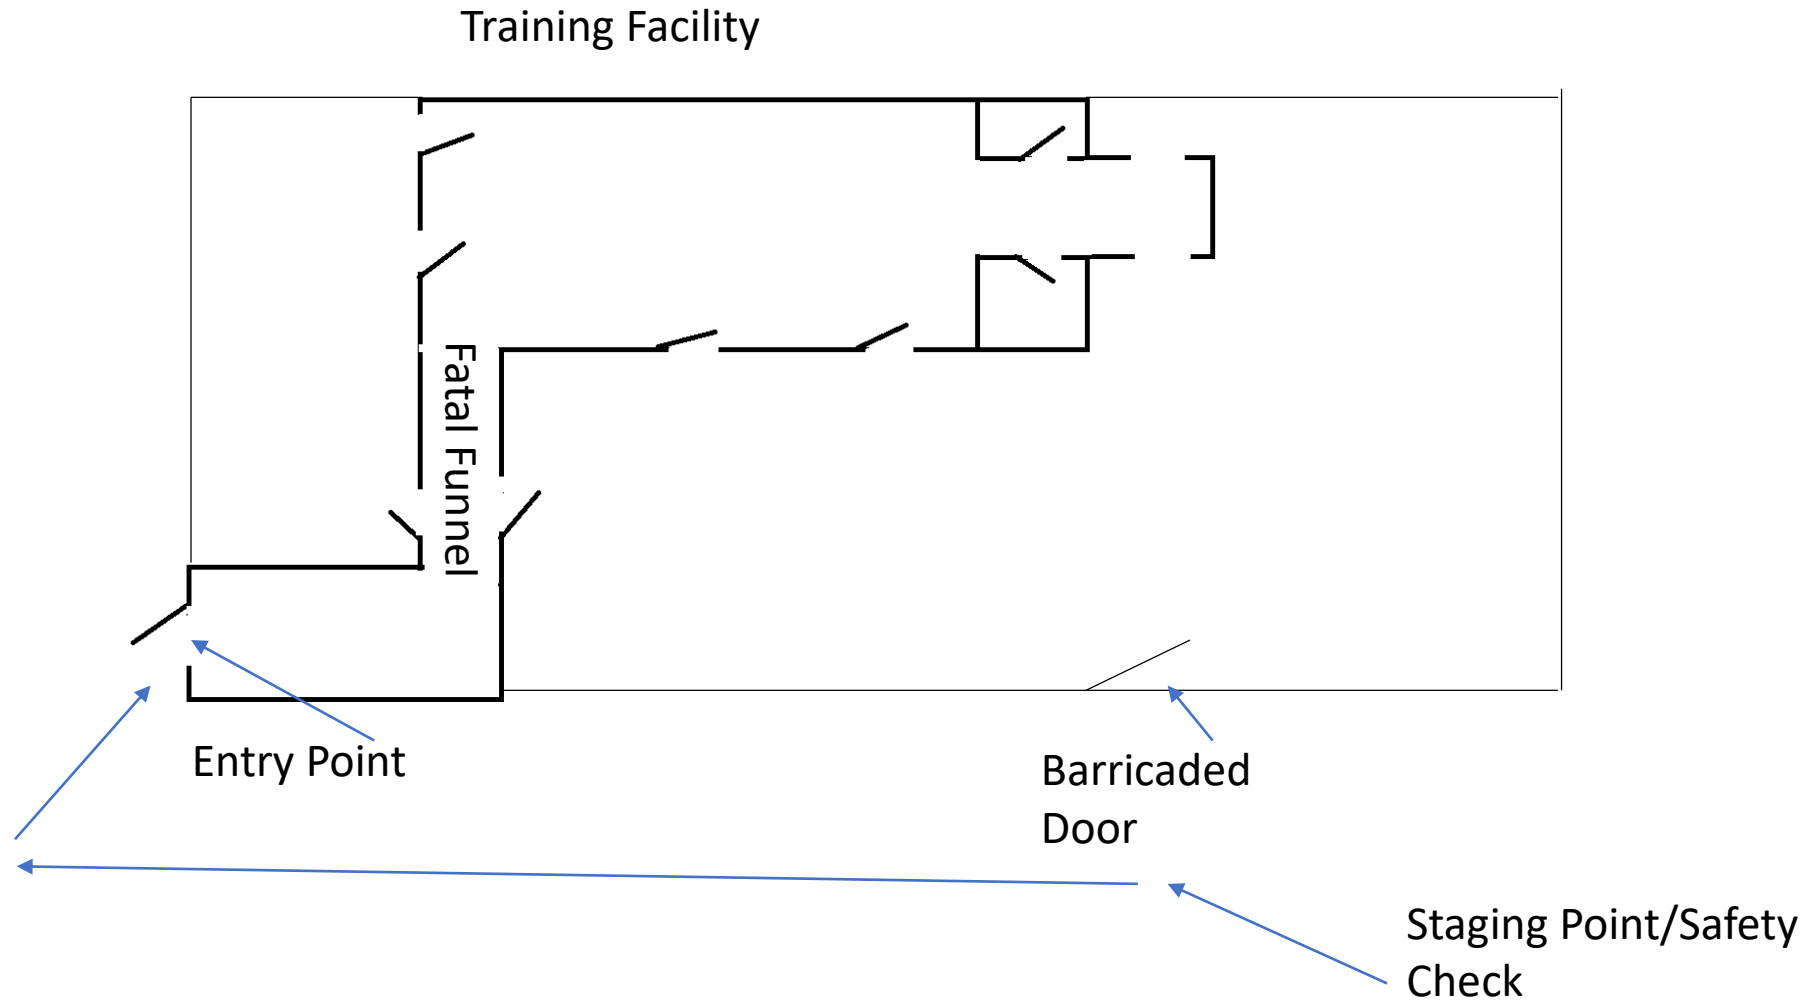 Training Facility
Fatal Funnel
Entry Point
Barricaded
Door
Staging Point/Safety
Check